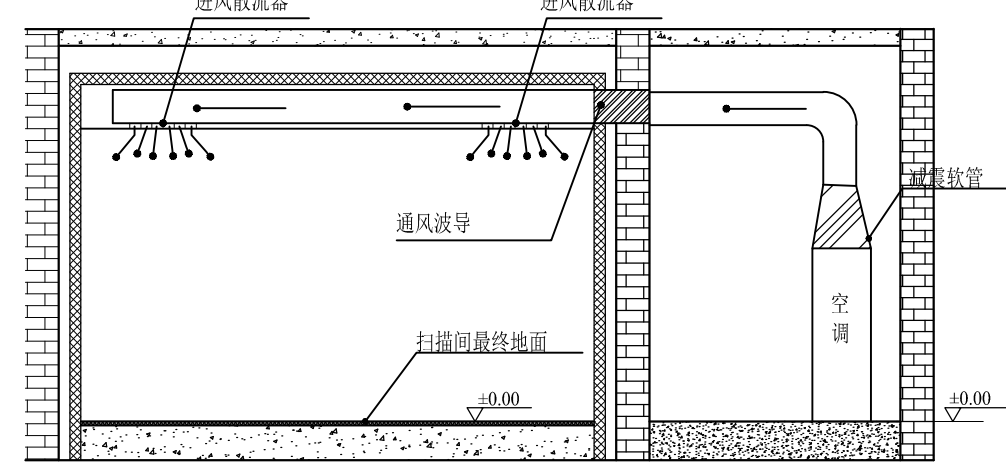 进风散流器
进风散流器
减震软管
通风波导
空
调
扫描间最终地面
±0.00
±0.00